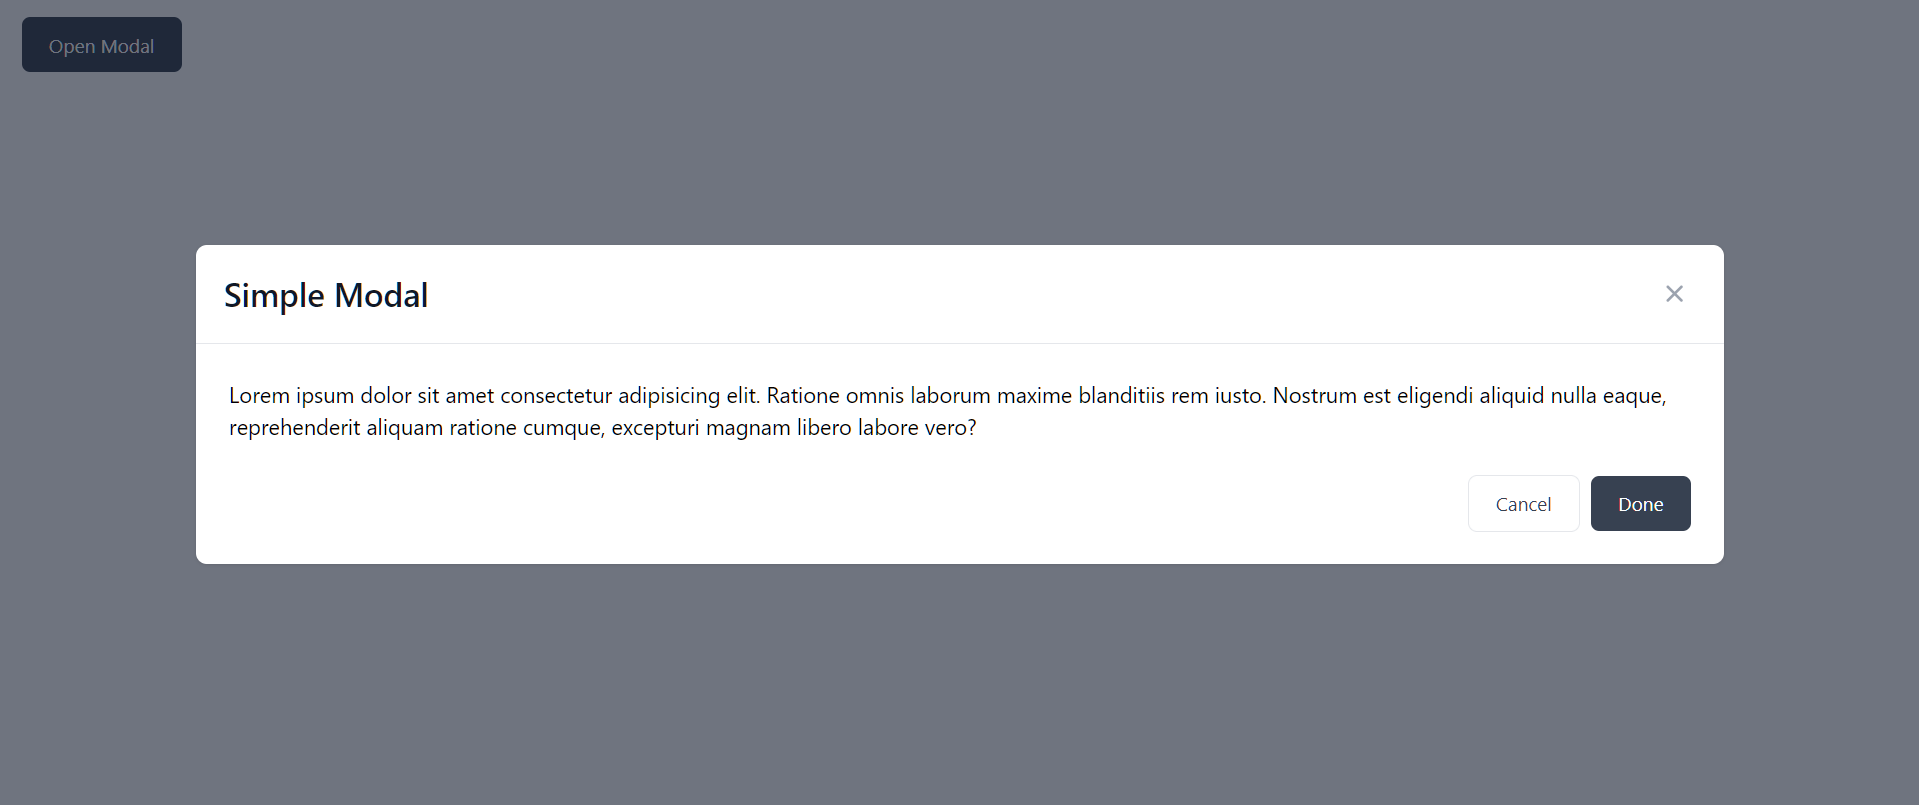 Open Modal
Simple Modal
Lorem ipsum dolor sit amet consectetur adipisicing elit. Ratione omnis laborum maxime blanditiis rem iusto. Nostrum est eligendi aliquid nulla eaque,
reprehenderit aliquam ratione cumque, excepturi magnam libero labore vero?
Cancel
Done